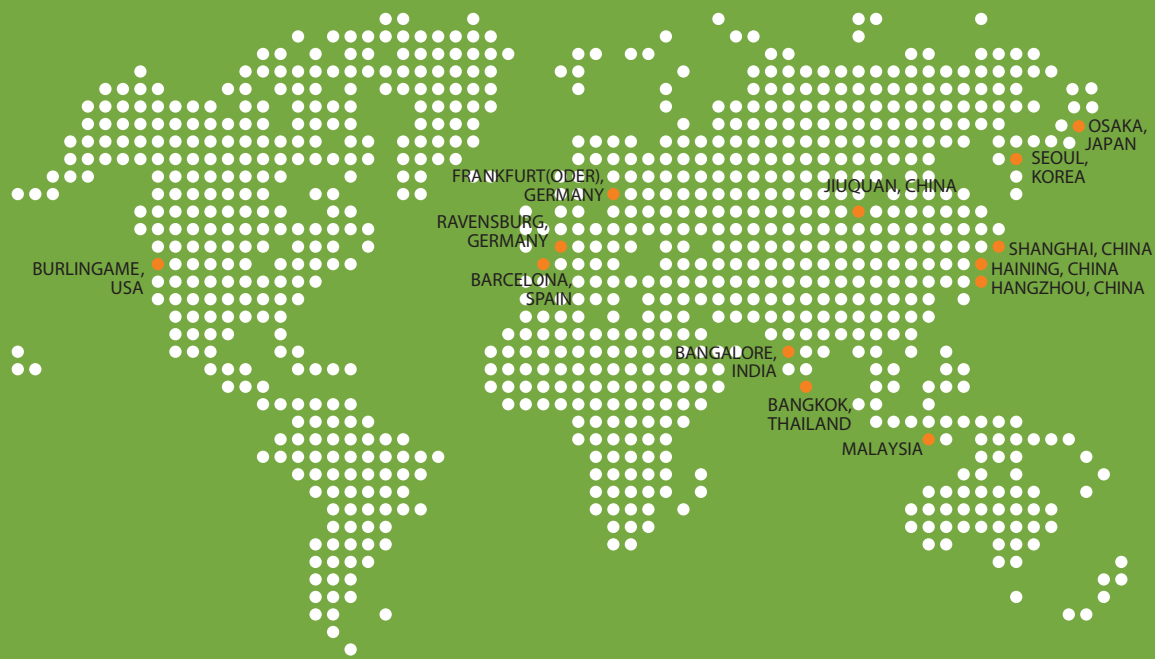 OSAKA,
JAPAN
SEOUL,
KOREA
FRANKFURT(ODER),
GERMANY
JIUQUAN, CHINA
RAVENSBURG,
GERMANY
SHANGHAI, CHINA
BURLINGAME,
USA
HAINING, CHINA
BARCELONA,
SPAIN
HANGZHOU, CHINA
BANGALORE,
INDIA
BANGKOK,
THAILAND
MALAYSIA